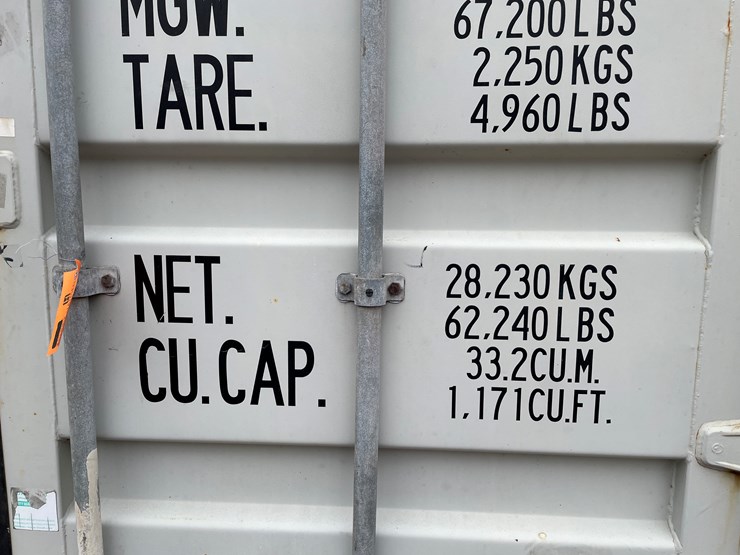 MGW. 67,200 LBS
TARE. 2,250 KGS
4,960 LBS
NET. 28,230 KGS
62,240 LBS
CU.CAP. 33.2 CU.M.
1,171 CU.FT.